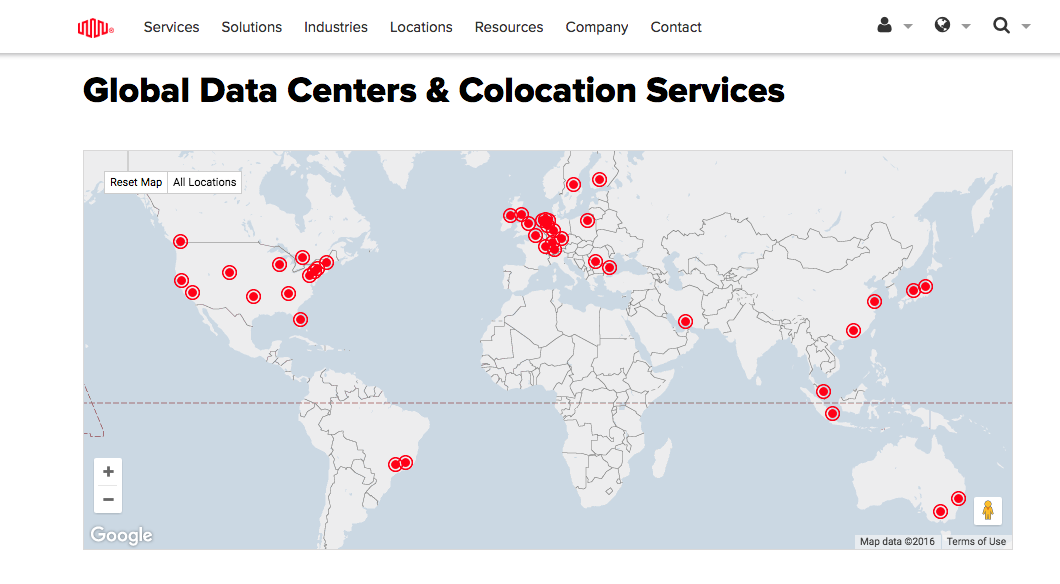 Services Solutions Industries Locations Resources Company Contact
Global Data Centers & Colocation Services
Reset Map All Locations
+
−
Google
Map data ©2016 Terms of Use